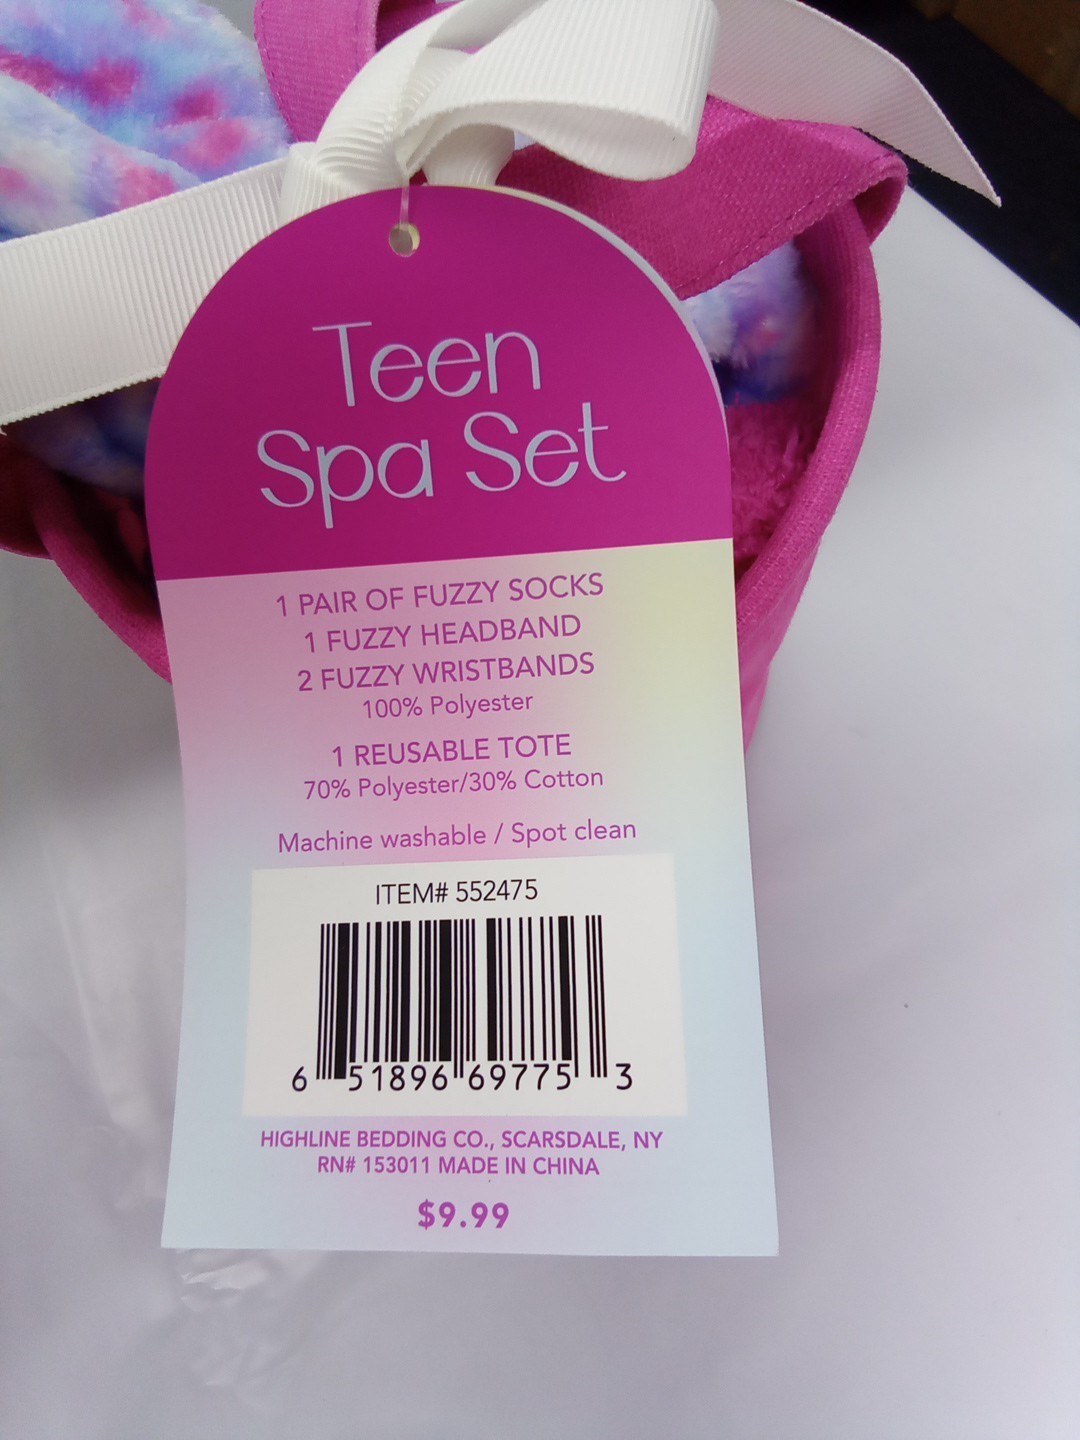 Teen
Spa Set
1 PAIR OF FUZZY SOCKS
1 FUZZY HEADBAND
2 FUZZY WRISTBANDS
100% Polyester
1 REUSABLE TOTE
70% Polyester/30% Cotton
Machine washable / Spot clean
ITEM# 552475
6 51896 69775 3
HIGHLINE BEDDING CO., SCARSDALE, NY
RN# 153011 MADE IN CHINA
$9.99